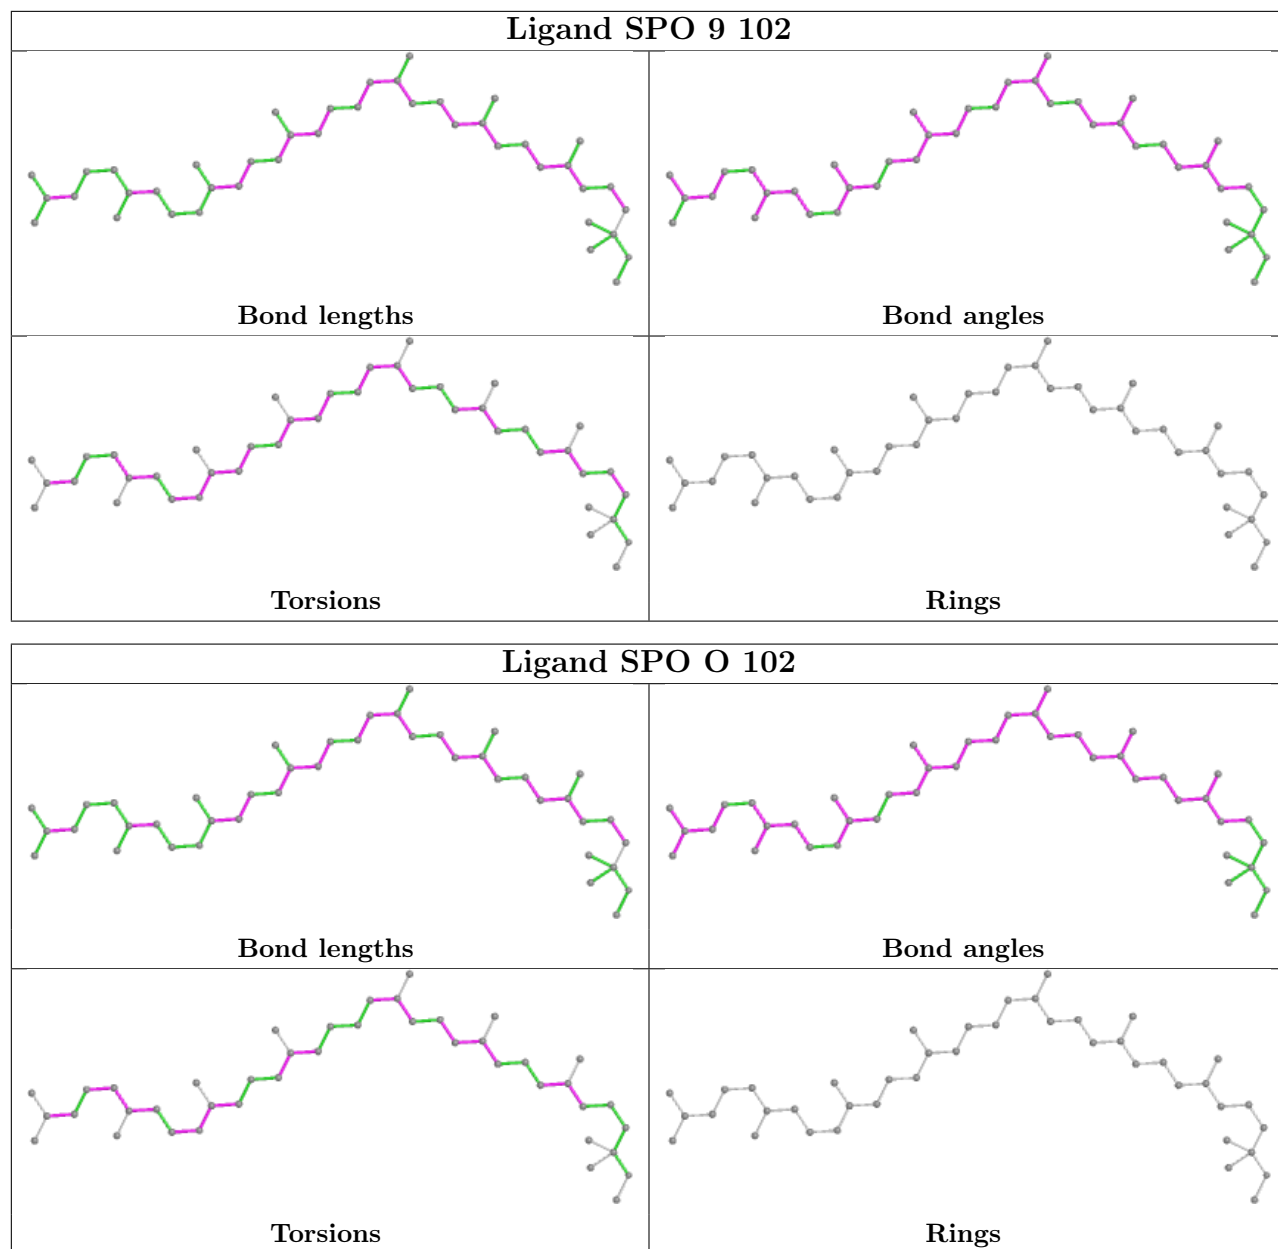 Ligand SPO 9 102
Bond lengths
Bond angles
Torsions
Rings
Ligand SPO O 102
Bond lengths
Bond angles
Torsions
Rings